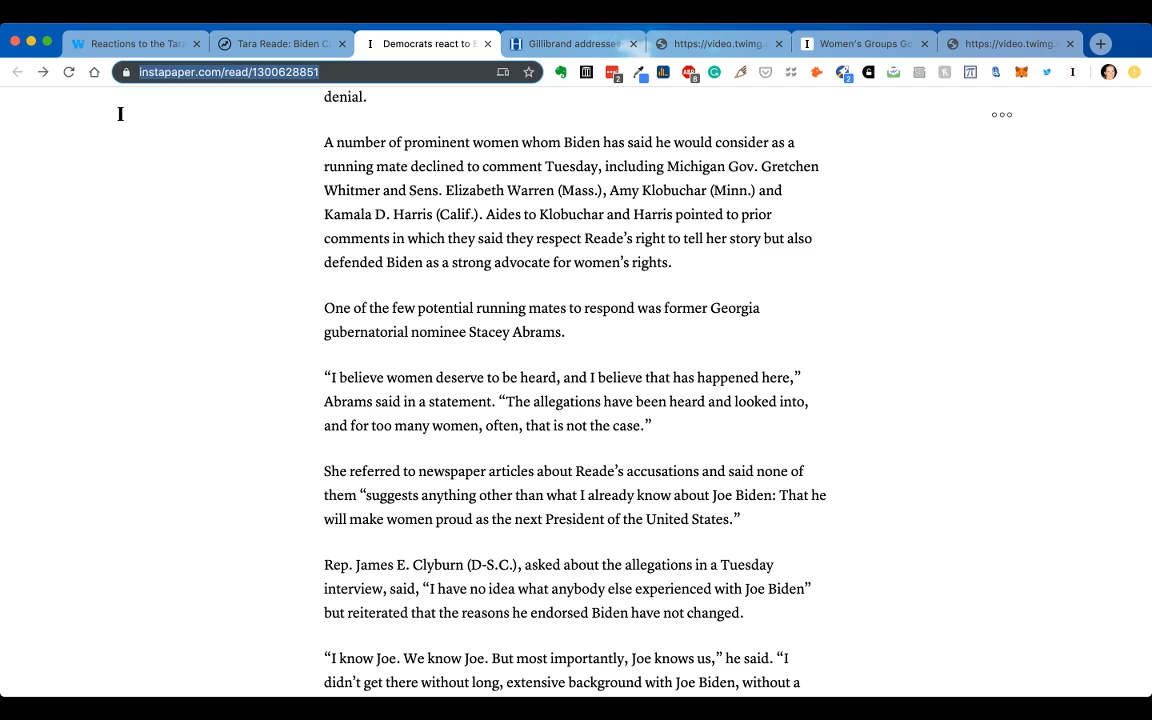 Reactions to the Tara
Tara Reade: Biden C
I
Democrats react to
Gillibrand addresses
https://video.twimg.c
I
Women's Groups Go
https://video.twimg.c
instapaper.com/read/1300628851
I
denial.
A number of prominent women whom Biden has said he would consider as a
running mate declined to comment Tuesday, including Michigan Gov. Gretchen
Whitmer and Sens. Elizabeth Warren (Mass.), Amy Klobuchar (Minn.) and
Kamala D. Harris (Calif.). Aides to Klobuchar and Harris pointed to prior
comments in which they said they respect Reade’s right to tell her story but also
defended Biden as a strong advocate for women’s rights.
One of the few potential running mates to respond was former Georgia
gubernatorial nominee Stacey Abrams.
“I believe women deserve to be heard, and I believe that has happened here,”
Abrams said in a statement. “The allegations have been heard and looked into,
and for too many women, often, that is not the case.”
She referred to newspaper articles about Reade’s accusations and said none of
them “suggests anything other than what I already know about Joe Biden: That he
will make women proud as the next President of the United States.”
Rep. James E. Clyburn (D-S.C.), asked about the allegations in a Tuesday
interview, said, “I have no idea what anybody else experienced with Joe Biden”
but reiterated that the reasons he endorsed Biden have not changed.
“I know Joe. We know Joe. But most importantly, Joe knows us,” he said. “I
didn’t get there without long, extensive background with Joe Biden, without a